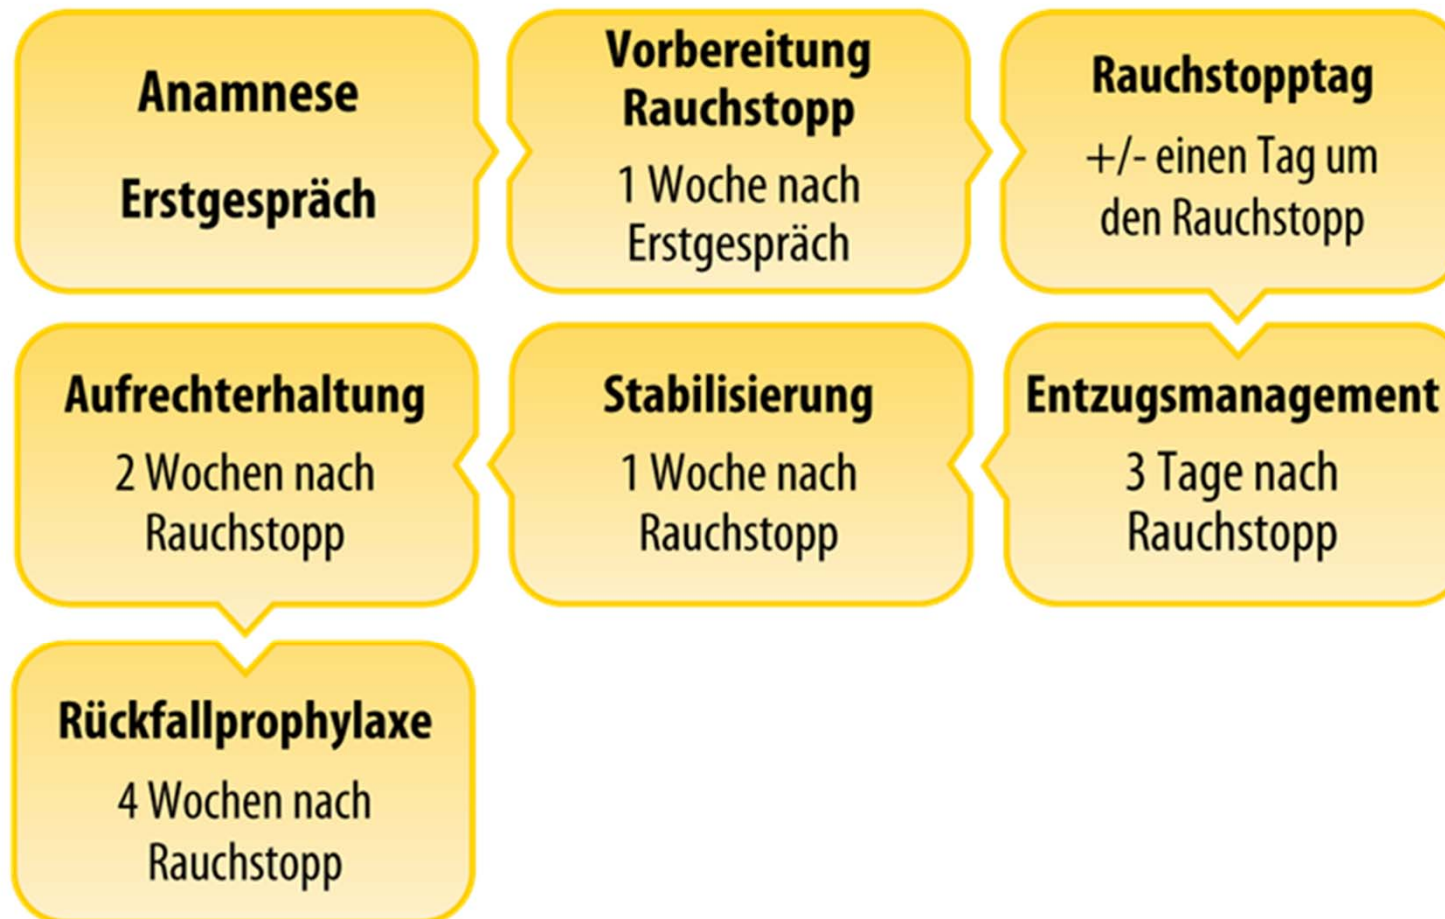 Anamnese
Erstgespräch
Vorbereitung
Rauchstopp
1 Woche nach
Erstgespräch
Rauchstopptag
+/- einen Tag um
den Rauchstopp
Entzugsmanagement
3 Tage nach
Rauchstopp
Stabilisierung
1 Woche nach
Rauchstopp
Aufrechterhaltung
2 Wochen nach
Rauchstopp
Rückfallprophylaxe
4 Wochen nach
Rauchstopp